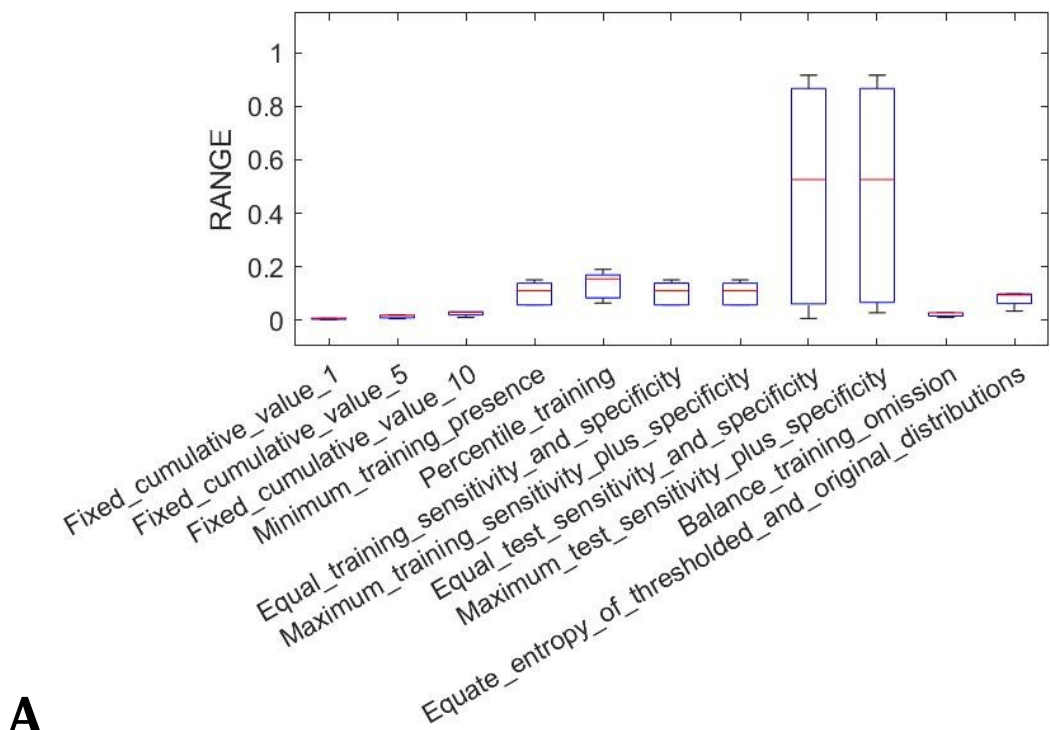 RANGE
1
0.8
0.6
0.4
0.2
0
Fixed_cumulative_value_1
Fixed_cumulative_value_5
Fixed_cumulative_value_10
Minimum_training_presence
Percentile_training
Equal_training_sensitivity_and_specificity
Maximum_training_sensitivity_plus_specificity
Equal_test_sensitivity_and_specificity
Maximum_test_sensitivity_plus_specificity
Balance_training_omission
Equate_entropy_of_thresholded_and_original_distributions
A